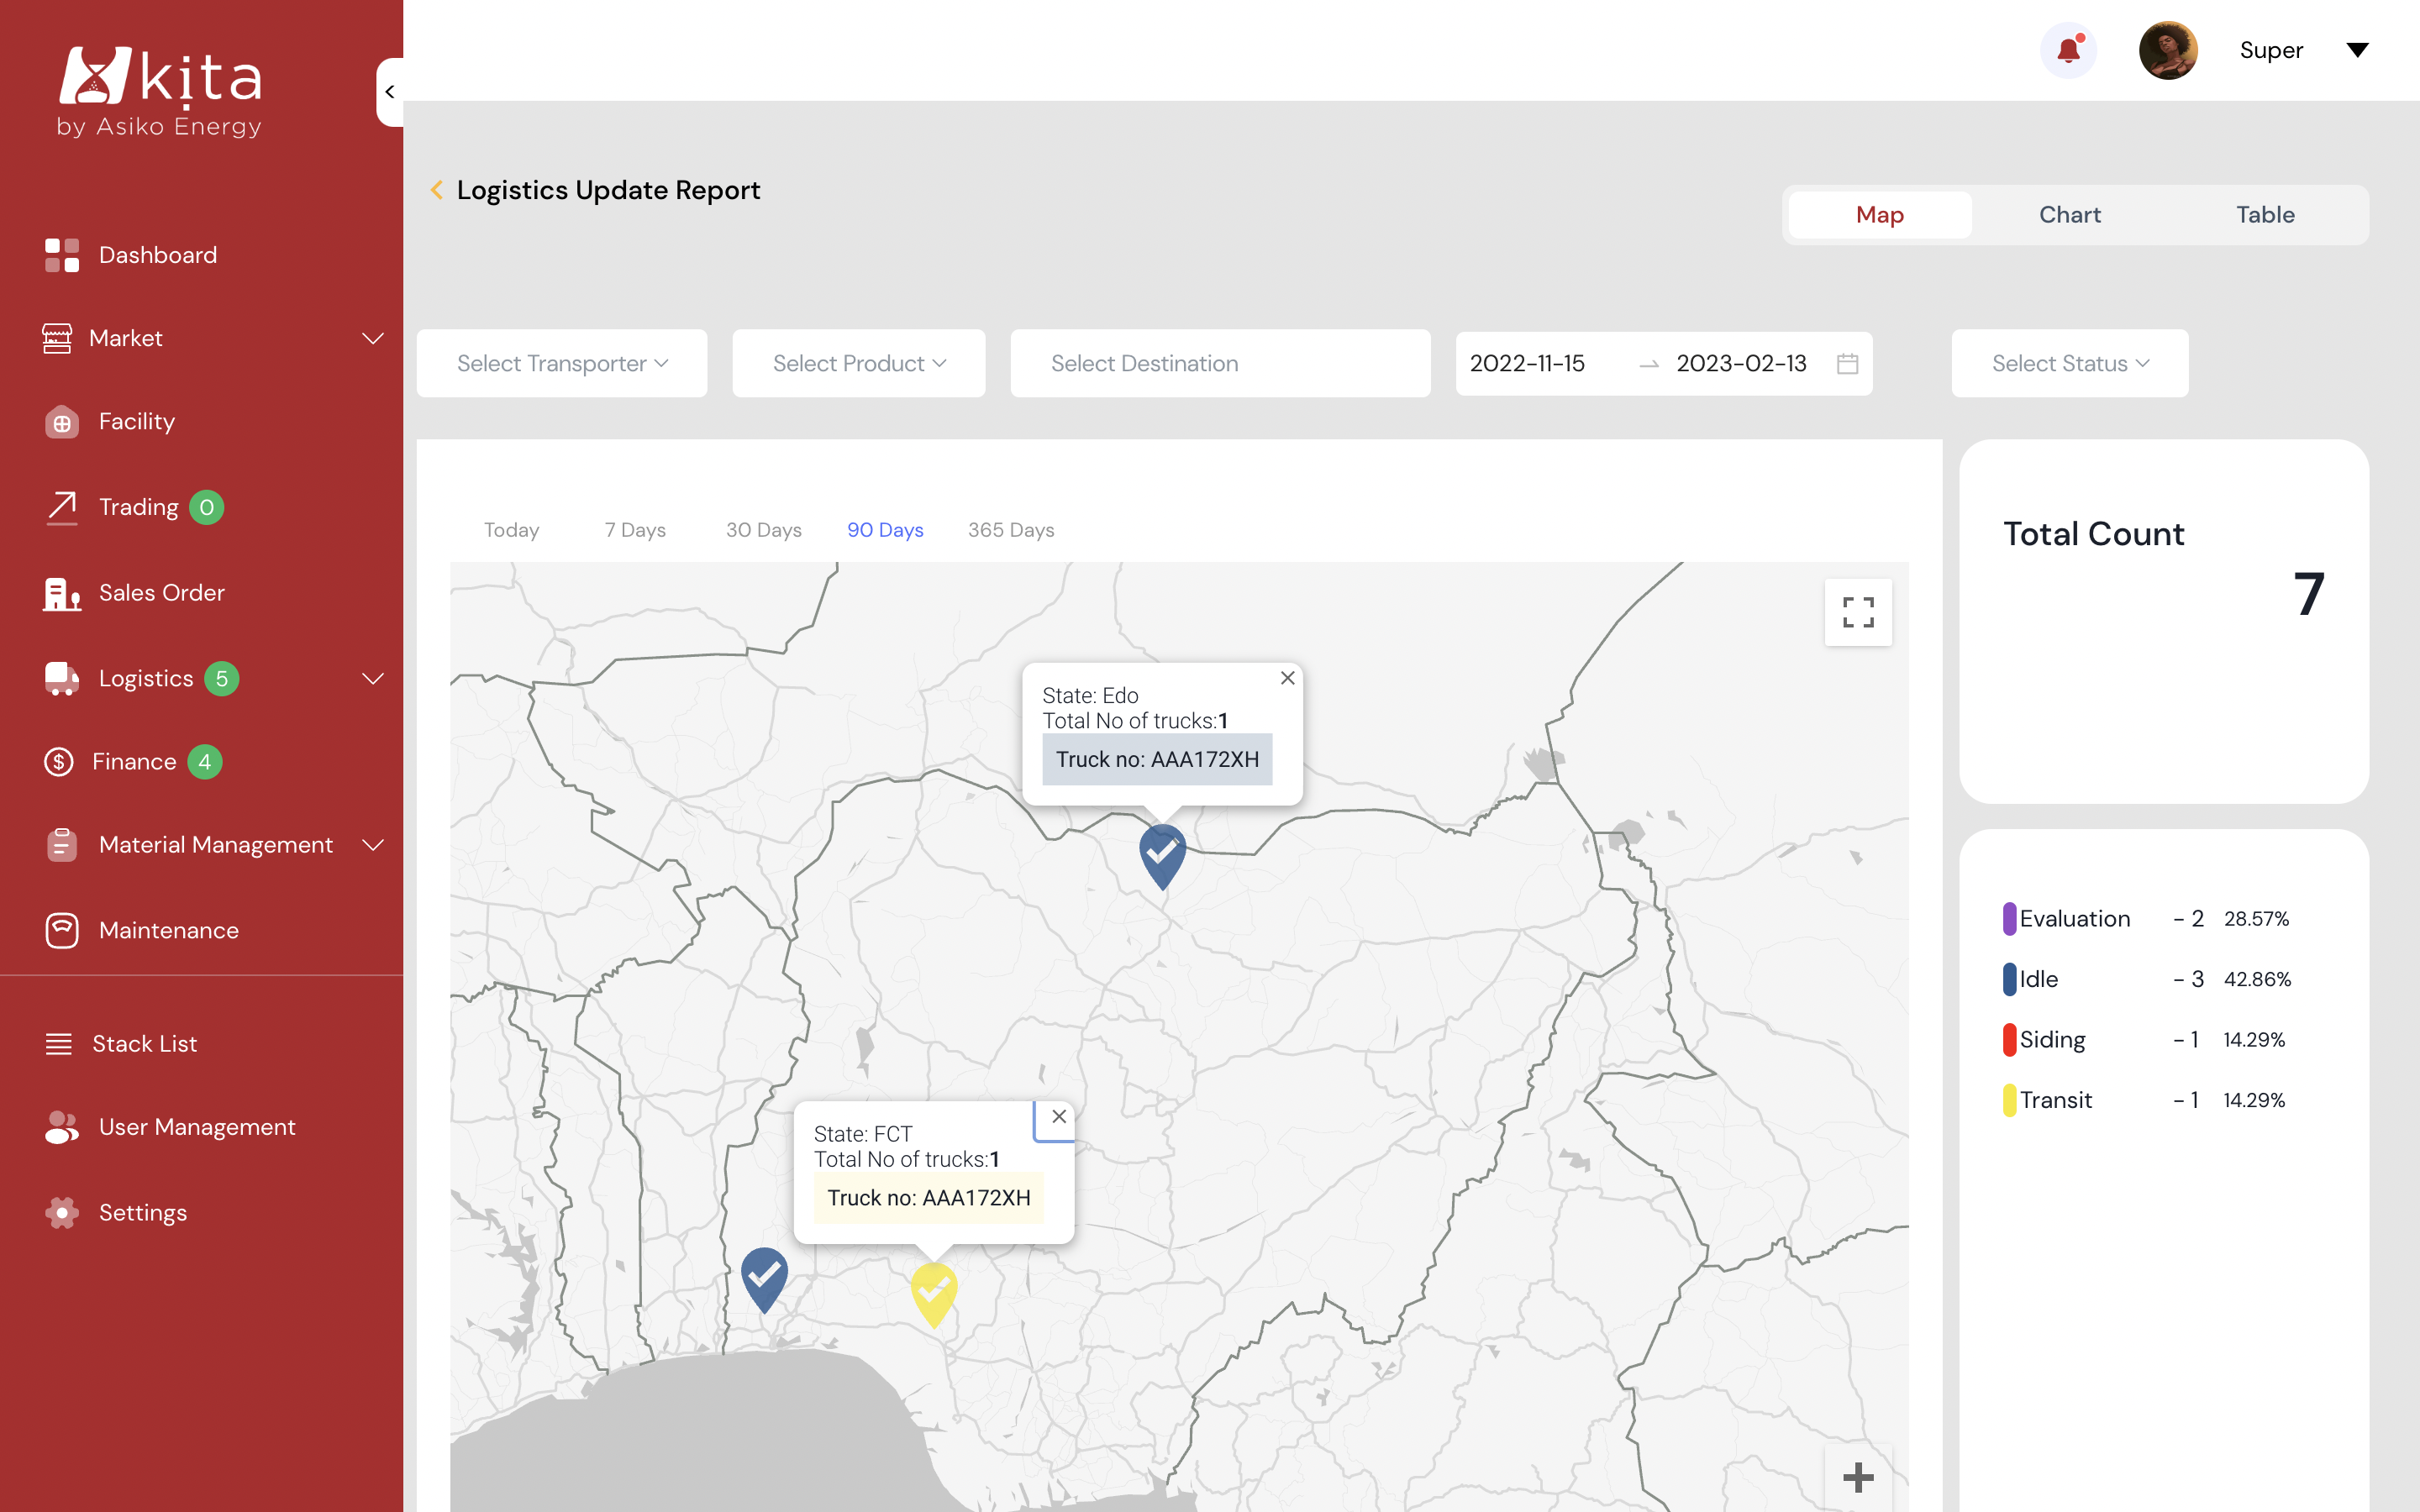 kịta
by Asiko Energy
Super
Dashboard
Market
Facility
Trading 0
Sales Order
Logistics 5
Finance 4
Material Management
Maintenance
Stack List
User Management
Settings
Logistics Update Report
Map Chart Table
Select Transporter Select Product Select Destination 2022-11-15 2023-02-13 Select Status
Today 7 Days 30 Days 90 Days 365 Days
State: Edo
Total No of trucks:1
Truck no: AAA172XH
State: FCT
Total No of trucks:1
Truck no: AAA172XH
Total Count
7
Evaluation - 2 28.57%
Idle - 3 42.86%
Siding - 1 14.29%
Transit - 1 14.29%